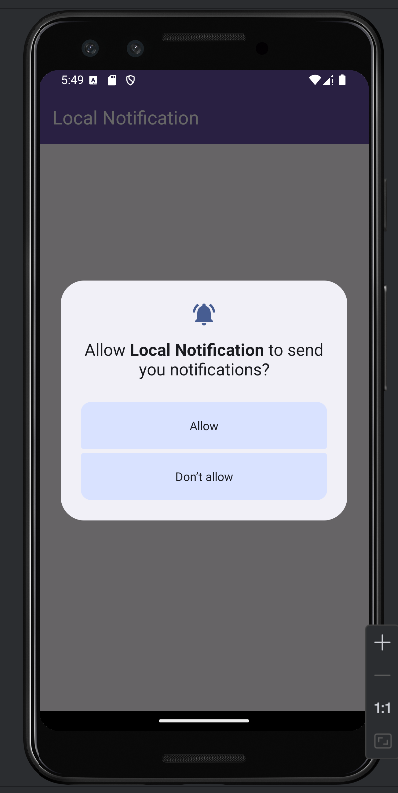 5:49
Local Notification
Allow Local Notification to send
you notifications?
Allow
Don’t allow
1:1